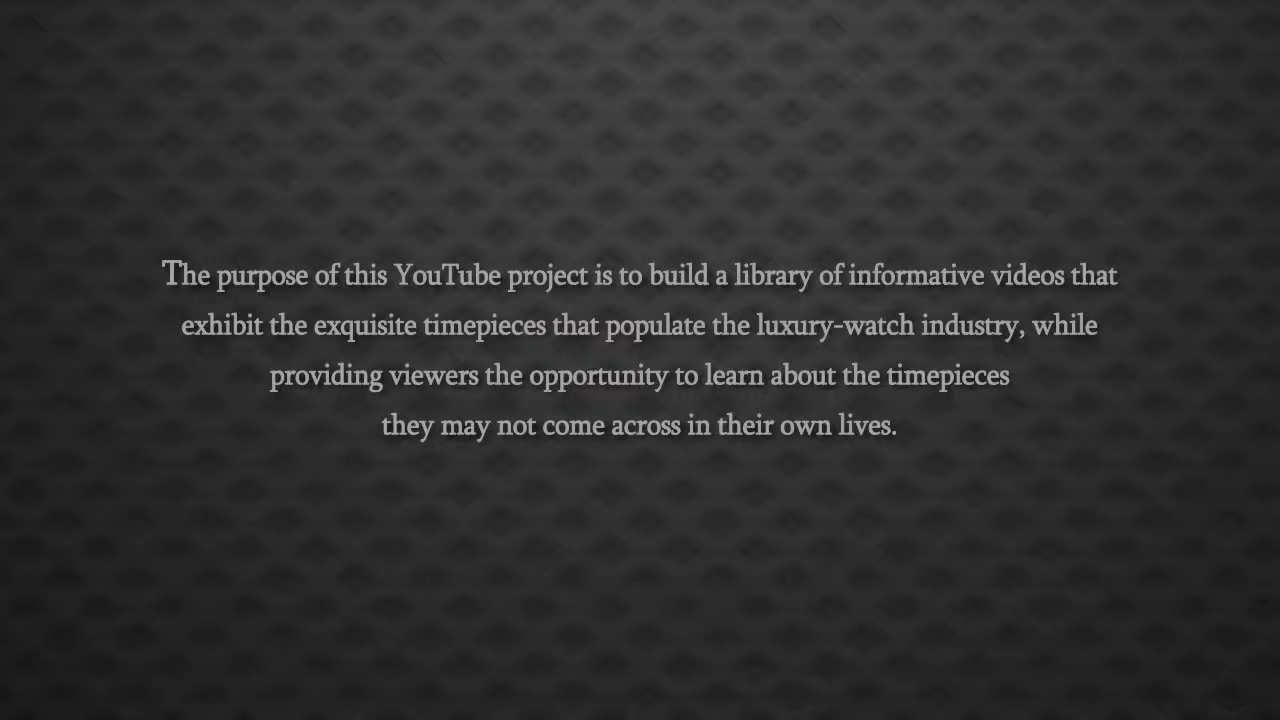 The purpose of this YouTube project is to build a library of informative videos that
exhibit the exquisite timepieces that populate the luxury-watch industry, while
providing viewers the opportunity to learn about the timepieces
they may not come across in their own lives.